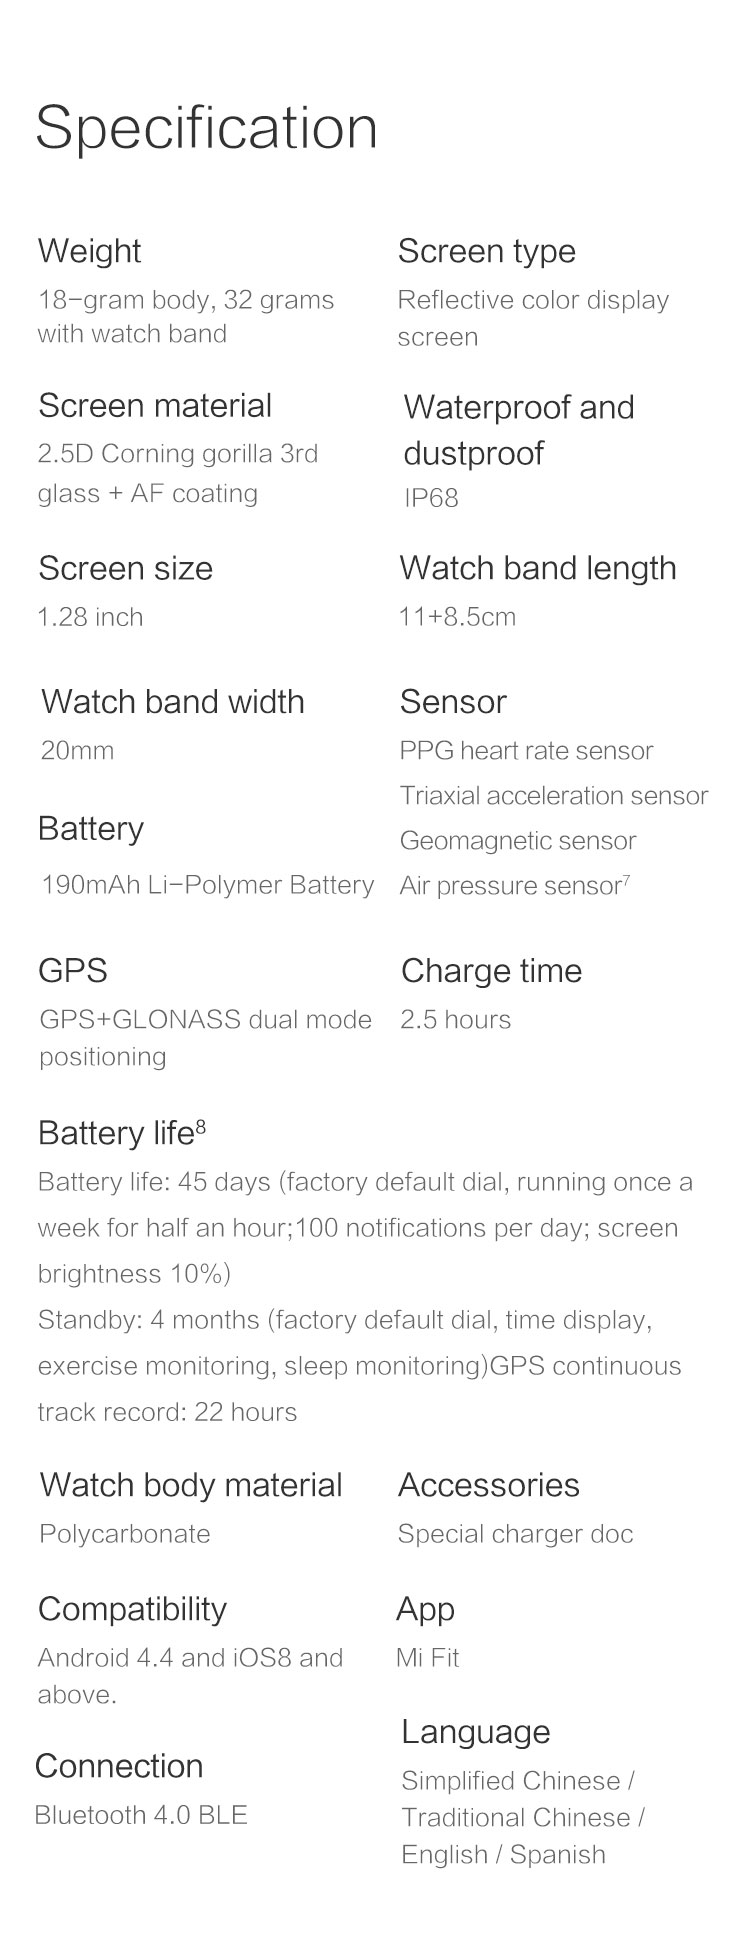 Specification
Weight
18-gram body, 32 grams
with watch band
Screen type
Reflective color display
screen
Screen material
2.5D Corning gorilla 3rd
glass + AF coating
Waterproof and
dustproof
IP68
Screen size
1.28 inch
Watch band length
11+8.5cm
Watch band width
20mm
Sensor
PPG heart rate sensor
Triaxial acceleration sensor
Geomagnetic sensor
Air pressure sensor⁷
Battery
190mAh Li-Polymer Battery
GPS
GPS+GLONASS dual mode
positioning
Charge time
2.5 hours
Battery life⁸
Battery life: 45 days (factory default dial, running once a
week for half an hour;100 notifications per day; screen
brightness 10%)
Standby: 4 months (factory default dial, time display,
exercise monitoring, sleep monitoring)GPS continuous
track record: 22 hours
Watch body material
Polycarbonate
Accessories
Special charger doc
Compatibility
Android 4.4 and iOS8 and
above.
App
Mi Fit
Connection
Bluetooth 4.0 BLE
Language
Simplified Chinese /
Traditional Chinese /
English / Spanish